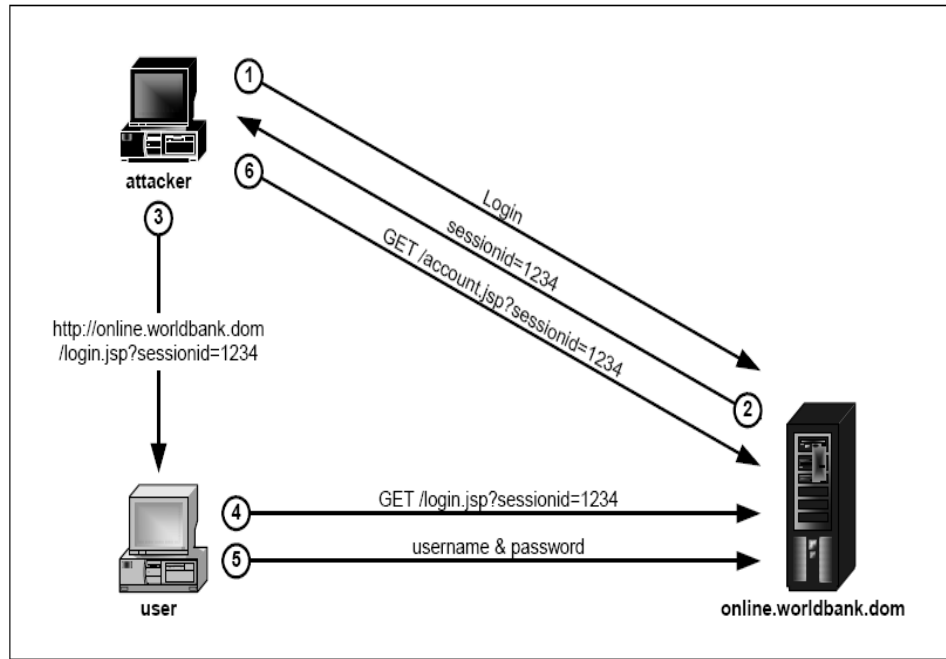 1
attacker
6
3
Login
sessionid=1234
GET /account.jsp?sessionid=1234
http://online.worldbank.dom
/login.jsp?sessionid=1234
2
4
GET /login.jsp?sessionid=1234
5
username & password
user
online.worldbank.dom